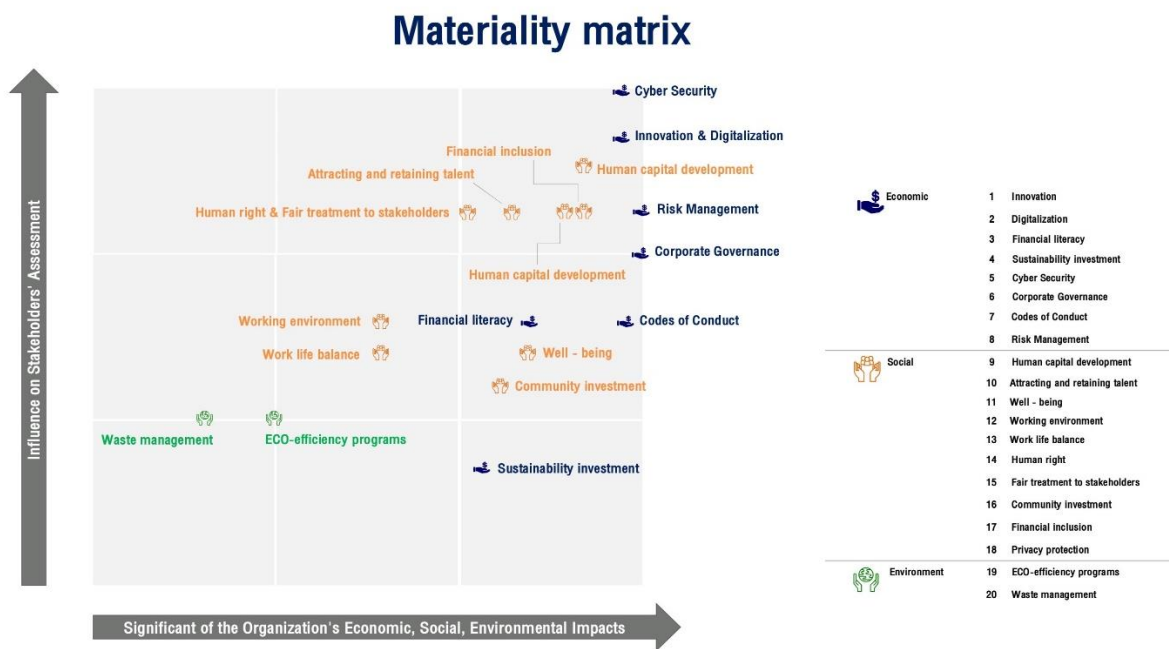 Materiality matrix
Influence on Stakeholders' Assessment
Cyber Security
Innovation & Digitalization
Financial inclusion
Human capital development
Attracting and retaining talent
Human right & Fair treatment to stakeholders
Risk Management
Corporate Governance
Human capital development
Working environment
Financial literacy
Codes of Conduct
Work life balance
Well - being
Community investment
Waste management
ECO-efficiency programs
Sustainability investment
Significant of the Organization's Economic, Social, Environmental Impacts
Economic
1 Innovation
2 Digitalization
3 Financial literacy
4 Sustainability investment
5 Cyber Security
6 Corporate Governance
7 Codes of Conduct
8 Risk Management
Social
9 Human capital development
10 Attracting and retaining talent
11 Well - being
12 Working environment
13 Work life balance
14 Human right
15 Fair treatment to stakeholders
16 Community investment
17 Financial inclusion
18 Privacy protection
Environment
19 ECO-efficiency programs
20 Waste management